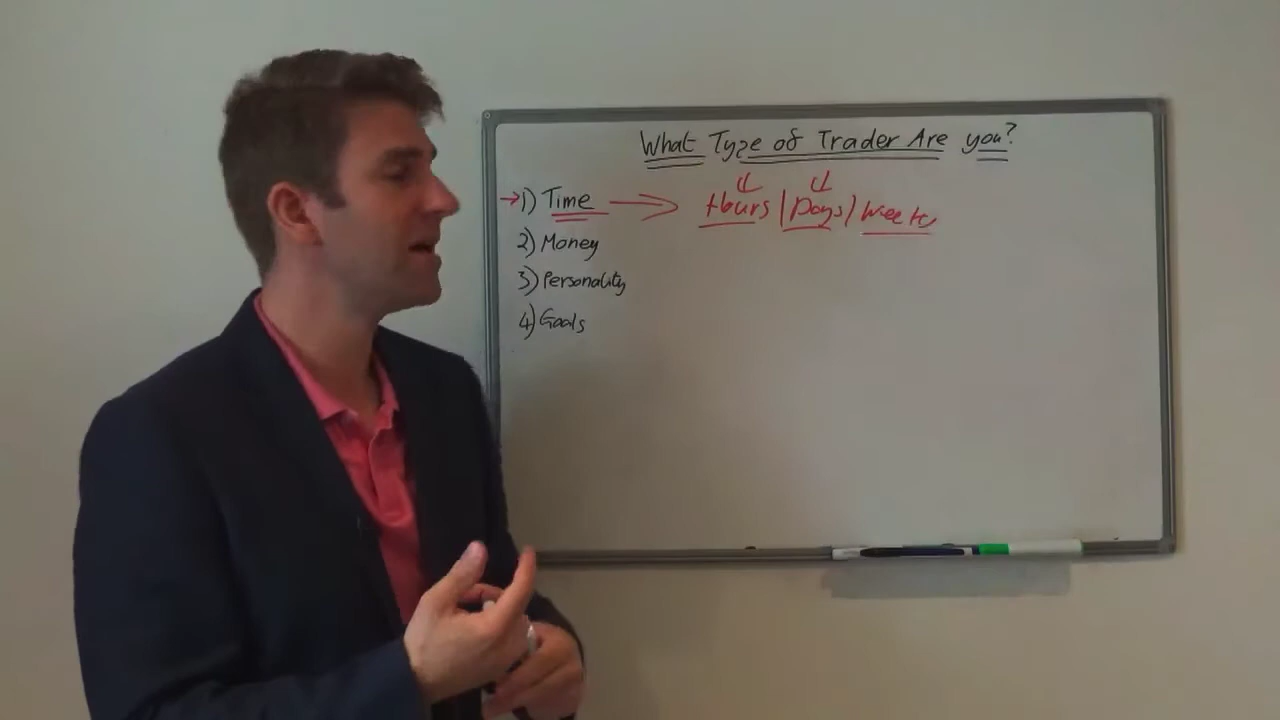 What Type of Trader Are you?
1) Time → Hours | Days | Weeks
2) Money
3) Personality
4) Goals